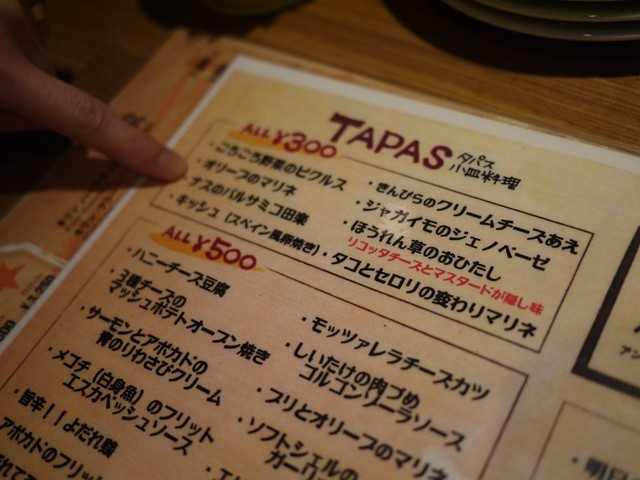 TAPAS
タパス
小皿料理
ALL ¥300
・ごろごろ野菜のピクルス
・オリーブのマリネ
・ナスのバルサミコ田楽
・キッシュ (スペイン風卵焼き)
・きんぴらのクリームチーズあえ
・ジャガイモのジェノベーゼ
・ほうれん草のおひたし
リコッタチーズとマスタードが隠し味
・タコとセロリの変わりマリネ
ALL ¥500
・ハニーチーズ豆腐
・3種チーズの
マッシュポテトオーブン焼き
・サーモンとアボカドの
青のりわさびクリーム
・メコチ (白身魚) のフリット
エスカベッシュソース
・旨辛！！よだれ鶏
アボカドのフリット
・モッツァレラチーズカツ
・しいたけの肉づめ
ゴルゴンゾーラソース
・ブリとオリーブのマリネ
・ソフトシェルの